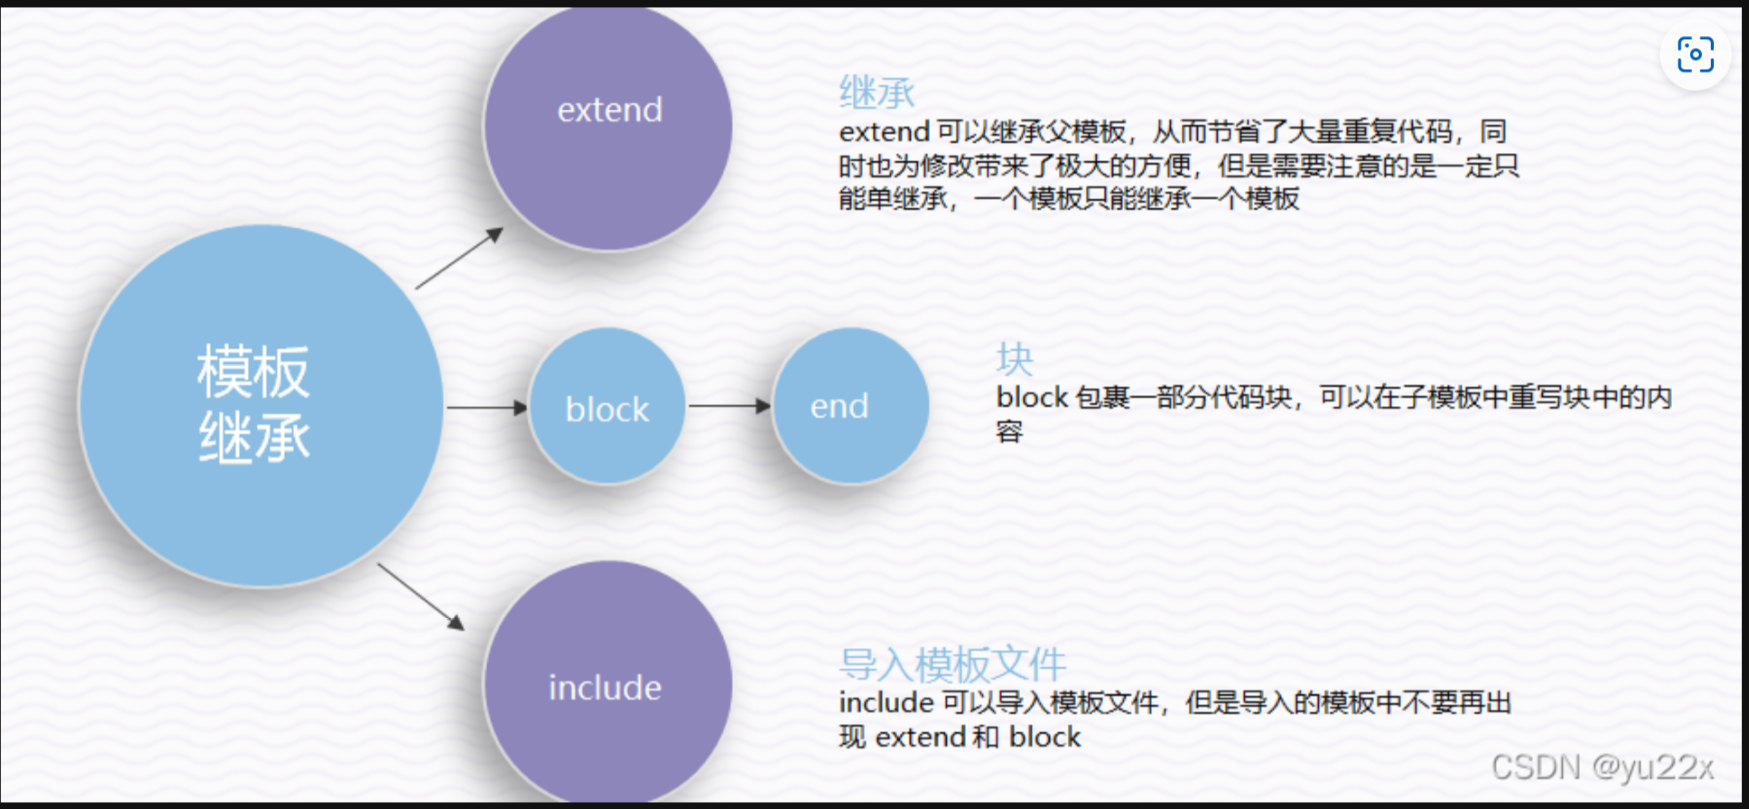 extend
继承
extend 可以继承父模板，从而节省了大量重复代码，同
时也为修改带来了极大的方便，但是需要注意的是一定只
能单继承，一个模板只能继承一个模板
模板
继承
block
end
块
block 包裹一部分代码块，可以在子模板中重写块中的内
容
include
导入模板文件
include 可以导入模板文件，但是导入的模板中不要再出
现 extend 和 block
CSDN @yu22x